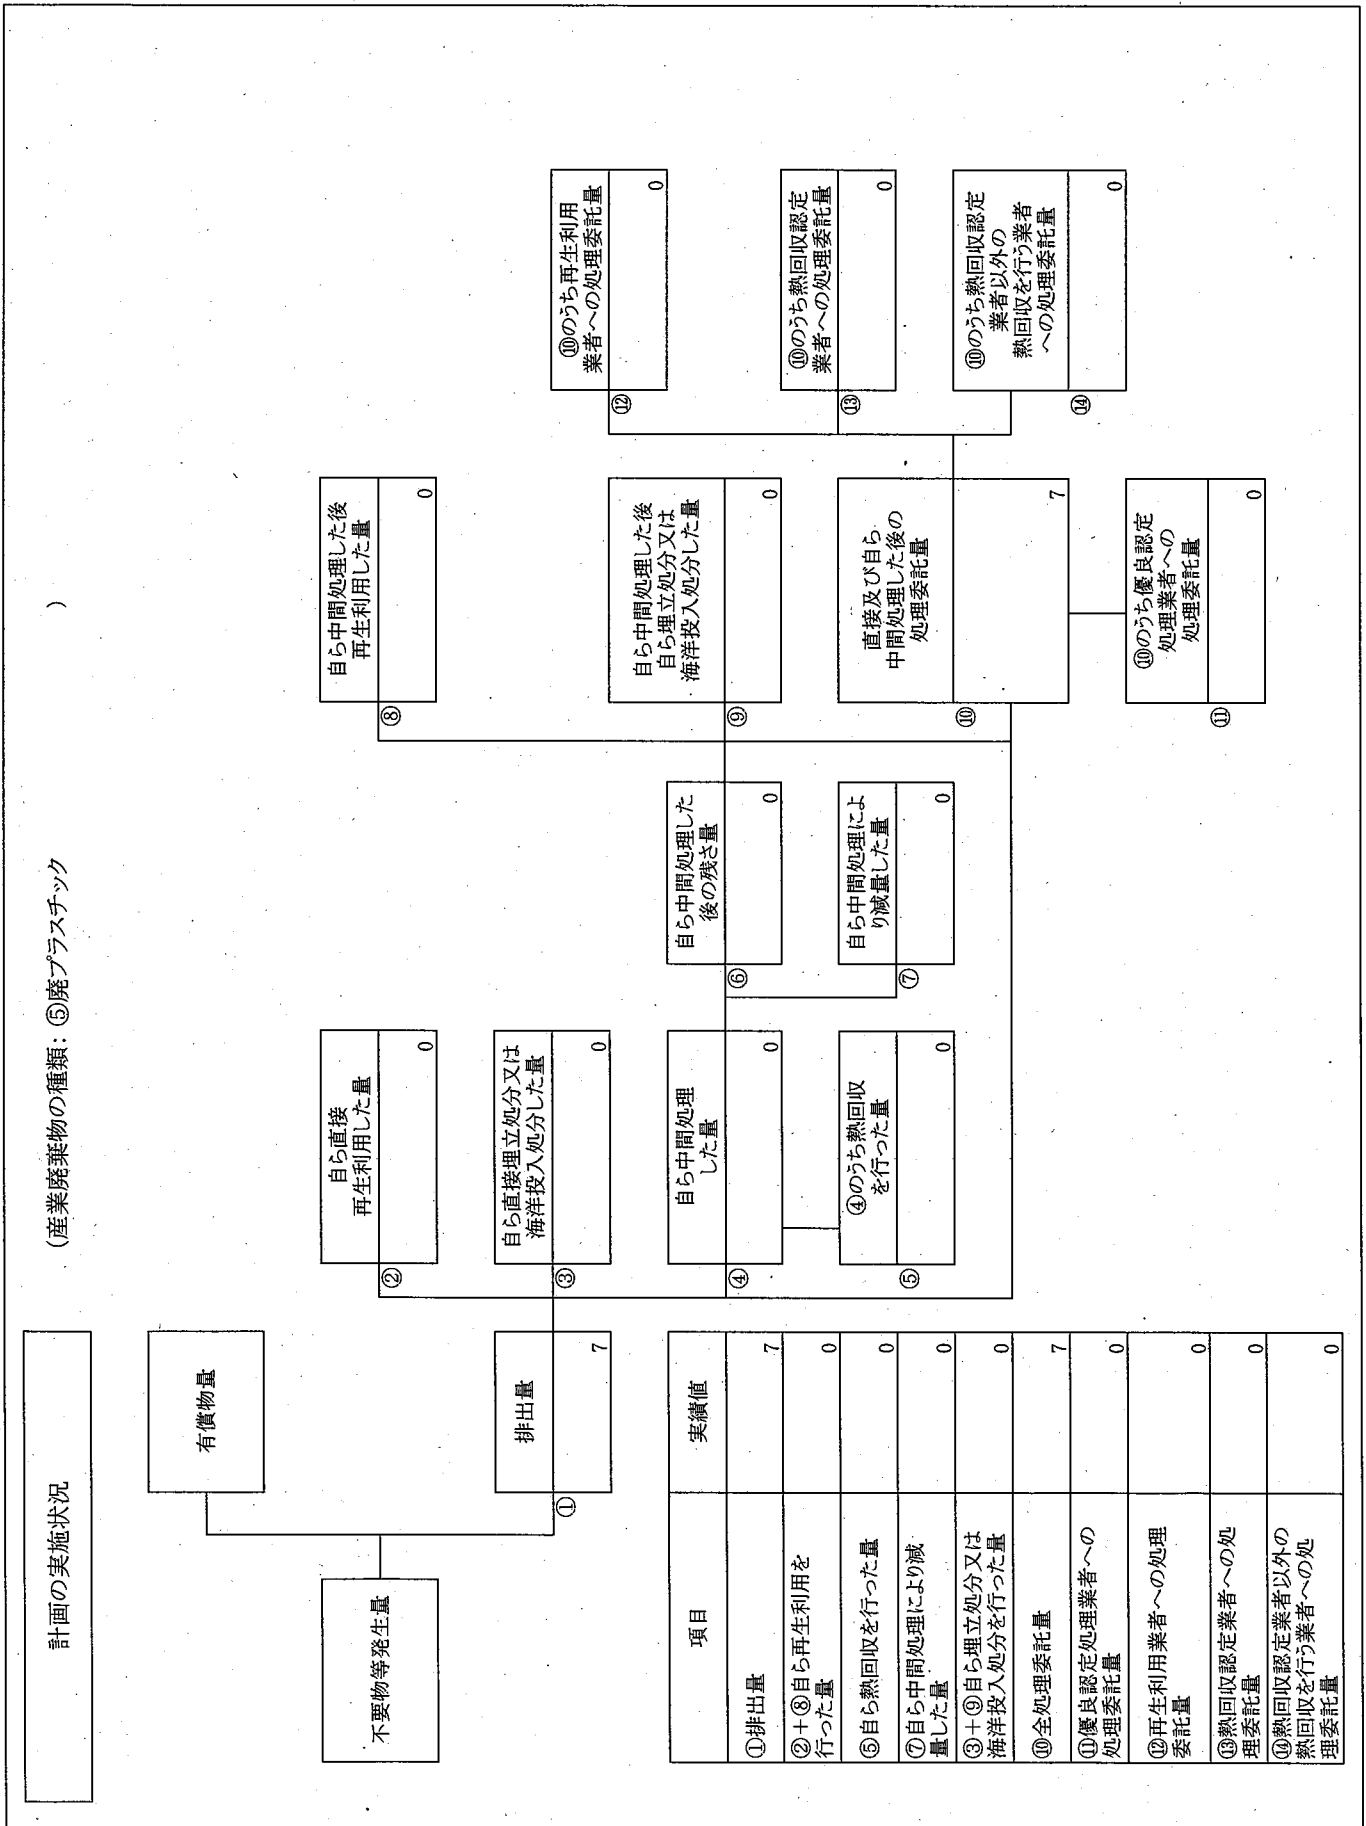 計画の実施状況
(産業廃棄物の種類：⑤廃プラスチック
)
不要物等発生量
有償物量
①
排出量
7
②
自ら直接
再生利用した量
0
③
自ら直接埋立処分又は
海洋投入処分した量
0
④
自ら中間処理
した量
0
⑤
④のうち熱回収
を行った量
0
⑥
自ら中間処理した
後の残さ量
0
⑦
自ら中間処理によ
り減量した量
0
⑧
自ら中間処理した後
再生利用した量
0
⑨
自ら中間処理した後
自ら埋立処分又は
海洋投入処分した量
0
⑩
直接及び自ら
中間処理した後の
処理委託量
7
⑪
⑩のうち優良認定
処理業者への
処理委託量
0
⑫
⑩のうち再生利用
業者への処理委託量
0
⑬
⑩のうち熱回収認定
業者への処理委託量
0
⑭
⑩のうち熱回収認定
業者以外の
熱回収を行う業者
への処理委託量
0
項目 実績値
①排出量 7
②＋⑧自ら再生利用を
行った量 0
⑤自ら熱回収を行った量 0
⑦自ら中間処理により減
量した量 0
③＋⑨自ら埋立処分又は
海洋投入処分を行った量 0
⑩全処理委託量 7
⑪優良認定処理業者への
処理委託量 0
⑫再生利用業者への処理
委託量 0
⑬熱回収認定業者への処
理委託量 0
⑭熱回収認定業者以外の
熱回収を行う業者への処
理委託量 0